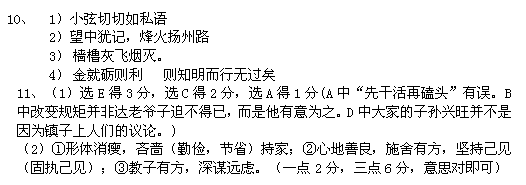 10、 1) 小弦切切如私语
2) 望中犹记，烽火扬州路
3) 樯橹灰飞烟灭。
4) 金就砺则利 则知明而行无过矣
11、（1）选E得3分，选C得2分，选A得1分(A中“先干活再磕头”有误。B
中改变规矩并非达老爷子迫不得已，而是他有意为之。D中大家的子孙兴旺并不是
因为镇子上人们的议论。)
（2）①形体消瘦，吝啬（勤俭，节省）持家；②心地善良，施舍有方，坚持己见
（固执己见）；③教子有方，深谋远虑。（一点2分，三点6分，意思对即可）